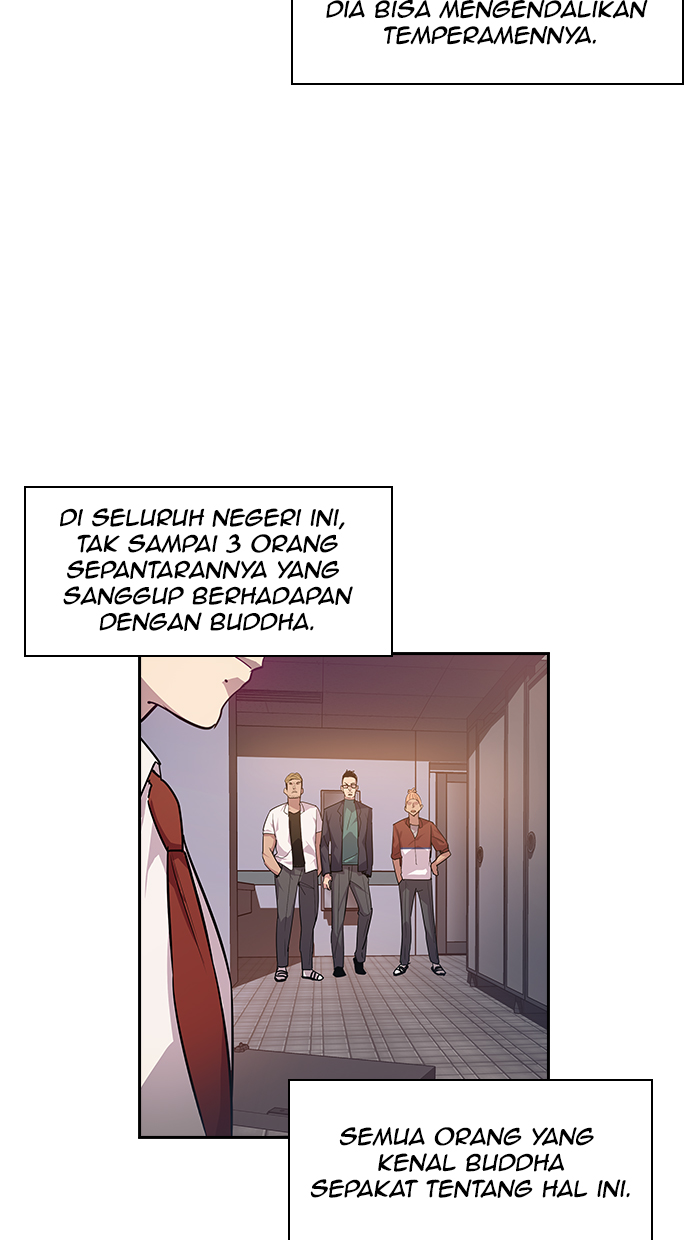 DIA BISA MENGENDALIKAN
TEMPERAMENNYA.
DI SELURUH NEGERI INI,
TAK SAMPAI 3 ORANG
SEPANTARANNYA YANG
SANGGUP BERHADAPAN
DENGAN BUDDHA.
SEMUA ORANG YANG
KENAL BUDDHA
SEPAKAT TENTANG HAL INI.